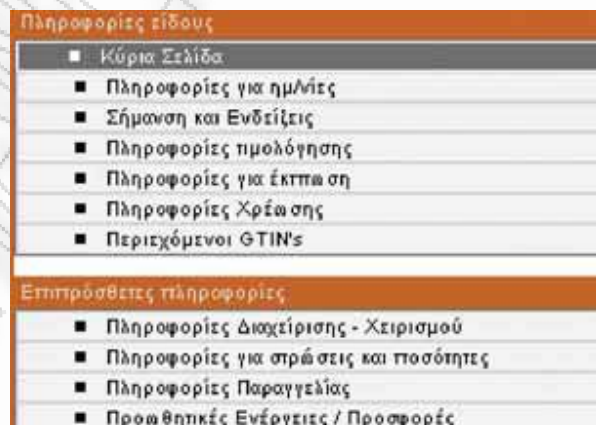 Πληροφορίες είδους
Κύρια Σελίδα
Πληροφορίες για ημ/νίες
Σήμανση και Ενδείξεις
Πληροφορίες τιμολόγησης
Πληροφορίες για έκπτωση
Πληροφορίες Χρέωσης
Περιεχόμενοι GTIN's
Επιπρόσθετες πληροφορίες
Πληροφορίες Διαχείρισης - Χειρισμού
Πληροφορίες για στρώσεις και ποσότητες
Πληροφορίες Παραγγελίας
Προωθητικές Ενέργειες / Προσφορές